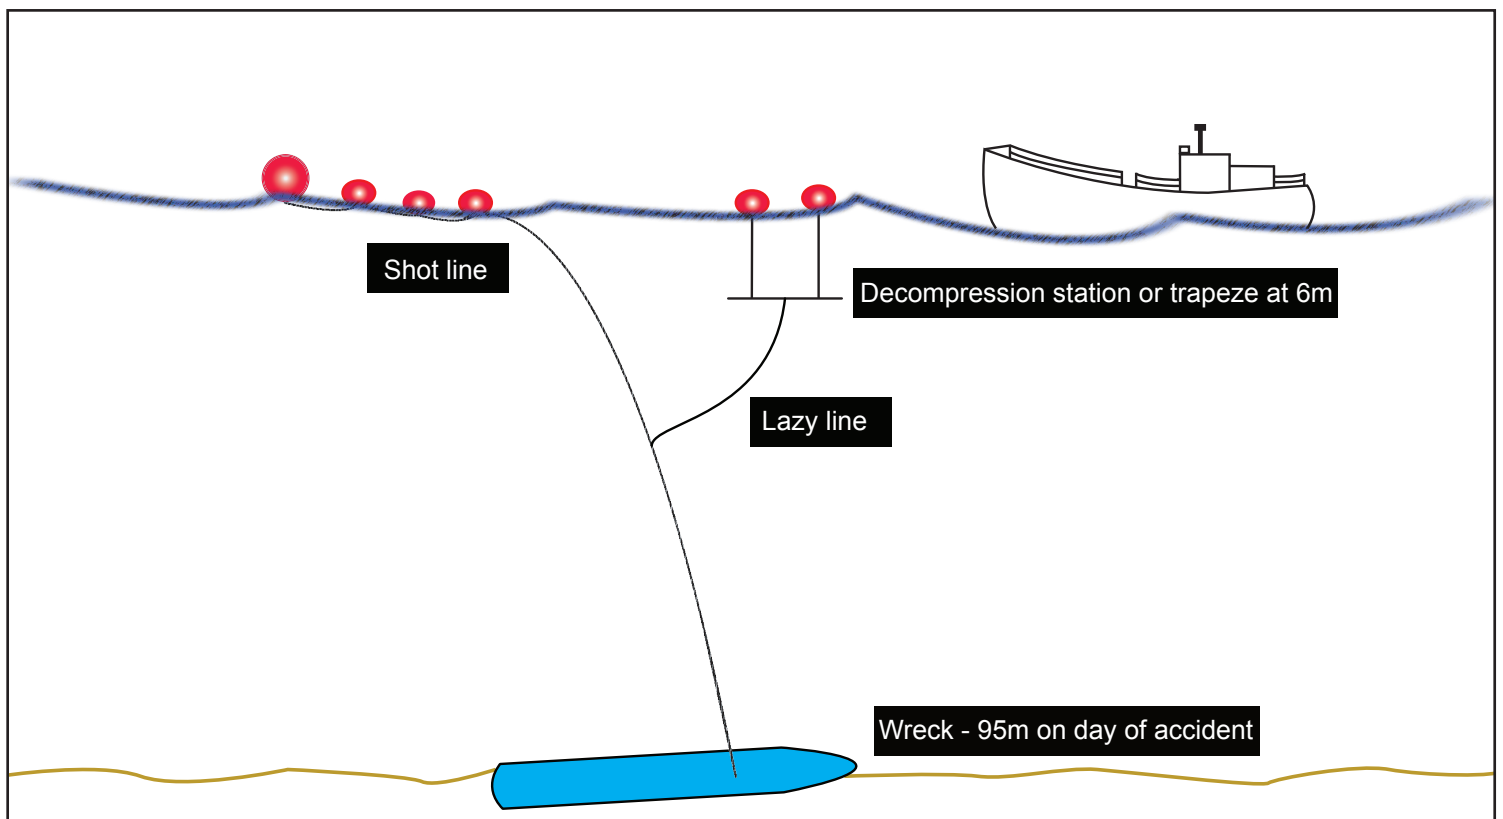 Shot line
Decompression station or trapeze at 6m
Lazy line
Wreck - 95m on day of accident